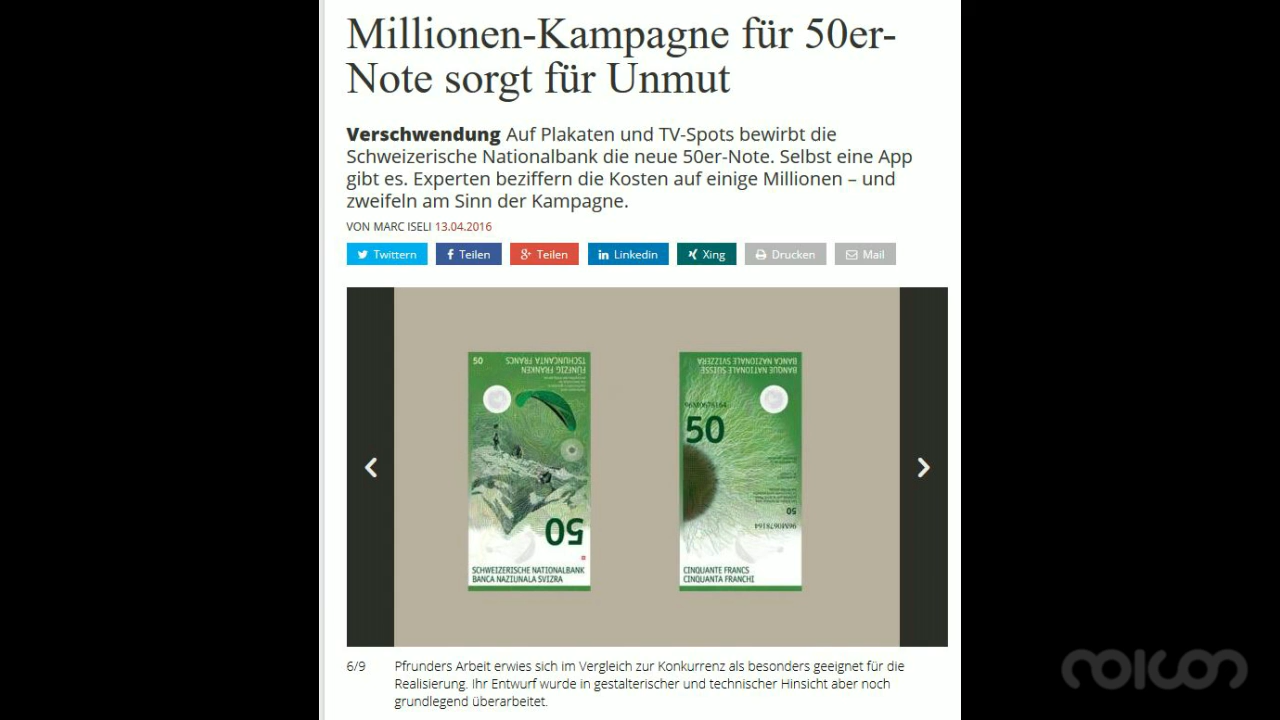 Millionen-Kampagne für 50er-
Note sorgt für Unmut
Verschwendung Auf Plakaten und TV-Spots bewirbt die
Schweizerische Nationalbank die neue 50er-Note. Selbst eine App
gibt es. Experten beziffern die Kosten auf einige Millionen – und
zweifeln am Sinn der Kampagne.
VON MARC ISELI 13.04.2016
Twittern Teilen Teilen Linkedin Xing Drucken Mail
50
TSCHUNCANTA FRANCS
FÜNFZIG FRANKEN
50
SCHWEIZERISCHE NATIONALBANK
BANCA NAZIUNALA SVIZRA
BANCA NAZIONALE SVIZZERA
BANQUE NATIONALE SUISSE
96M0678164
50
50
96M0678164
CINQUANTE FRANCS
CINQUANTA FRANCHI
6/9 Pfrunders Arbeit erwies sich im Vergleich zur Konkurrenz als besonders geeignet für die
Realisierung. Ihr Entwurf wurde in gestalterischer und technischer Hinsicht aber noch
grundlegend überarbeitet.